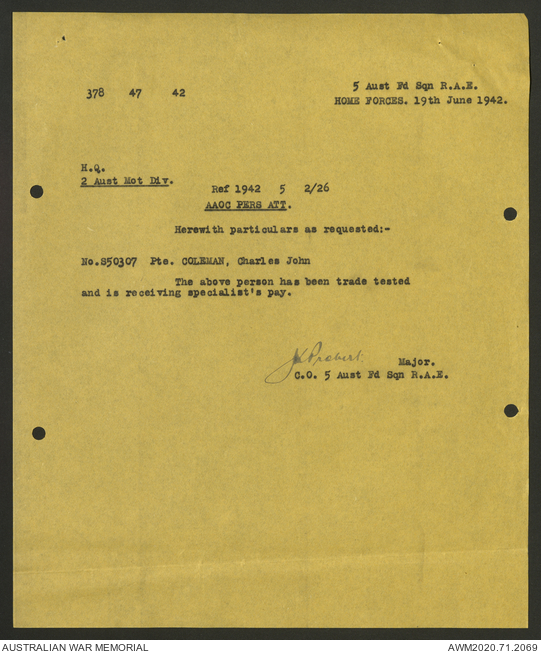 5 Aust Fd Sqn R.A.E.
378 47 42
HOME FORCES. 19th June 1942.
H.Q.
2 Aust Mot Div.
Ref 1942 5 2/26
AAOC PERS ATT.
Herewith particulars as requested:-
No.S50307 Pte. COLEMAN, Charles John
The above person has been trade tested
and is receiving specialist's pay.
Probert. Major.
C.O. 5 Aust Fd Sqn R.A.E.
AUSTRALIAN WAR MEMORIAL
AWM2020.71.2069